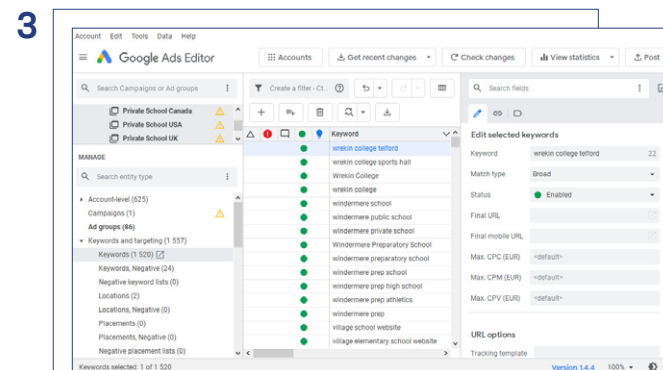 3
Account Edit Tools Data Help
Google Ads Editor
Accounts
Get recent changes
Check changes
View statistics
Post
Search Campaigns or Ad groups
Private School Canada
Private School USA
Private School UK
MANAGE
Search entity type
Account-level (625)
Campaigns (1)
Ad groups (86)
Keywords and targeting (1 557)
Keywords (1 520)
Keywords, Negative (24)
Negative keyword lists (0)
Locations (2)
Locations, Negative (0)
Placements (0)
Placements, Negative (0)
Negative placement lists (0)
Keywords selected: 1 of 1 520
Create a filter - Ct..
Keyword
wrekin college telford
wrekin college sports hall
Wrekin College
wrekin college
windermere school
windermere public school
windermere private school
Windermere Preparatory School
windermere preparatory school
windermere prep school
windermere prep high school
windermere prep athletics
windermere prep
village school website
village elementary school website
Search fields
Edit selected keywords
Keyword wrekin college telford 22
Match type Broad
Status Enabled
Final URL
Final mobile URL
Max. CPC (EUR) <default>
Max. CPM (EUR) <default>
Max. CPV (EUR) <default>
URL options
Tracking template
Version 1.4.4 100%